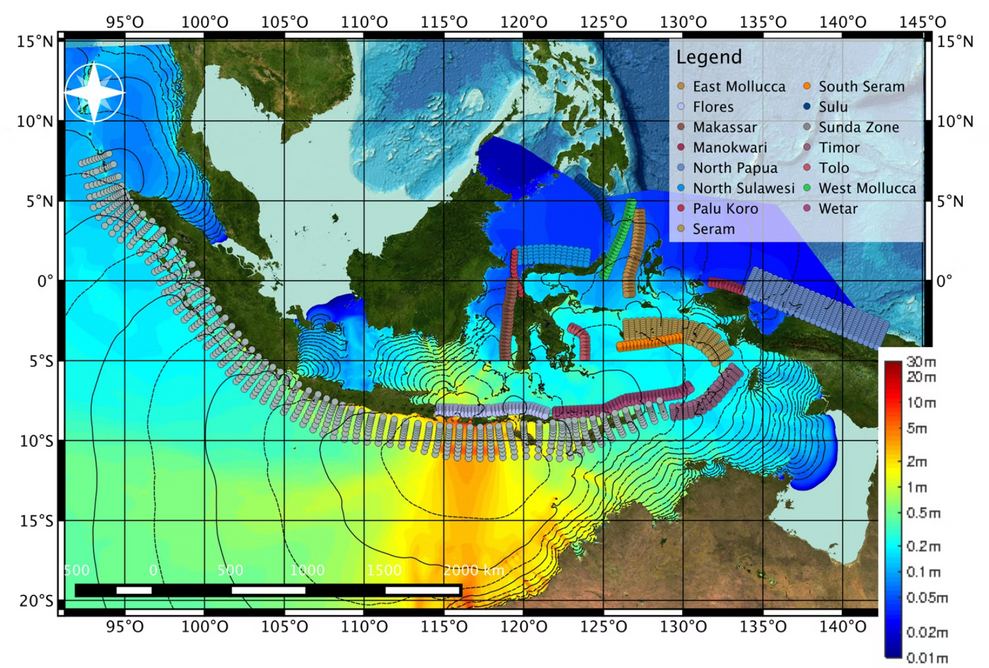 95°O 100°O 105°O 110°O 115°O 120°O 125°O 130°O 135°O 140°O 145°O
15°N 15°N
Legend
East Mollucca South Seram
Flores Sulu
Makassar Sunda Zone
Manokwari Timor
North Papua Tolo
North Sulawesi West Mollucca
Palu Koro Wetar
Seram
10°N 10°N
5°N 5°N
0° 0°
5°S
10°S
15°S
20°S
30m
20m
10m
5m
2m
1m
0.5m
0.2m
0.1m
0.05m
0.02m
0.01m
500 0 500 1000 1500 2000 km
95°O 100°O 105°O 110°O 115°O 120°O 125°O 130°O 135°O 140°O